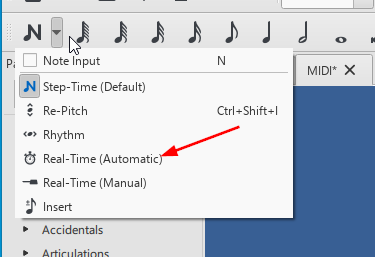 MIDI*
Note Input N
Step-Time (Default)
Re-Pitch Ctrl+Shift+I
Rhythm
Real-Time (Automatic)
Real-Time (Manual)
Insert
Accidentals
Articulations